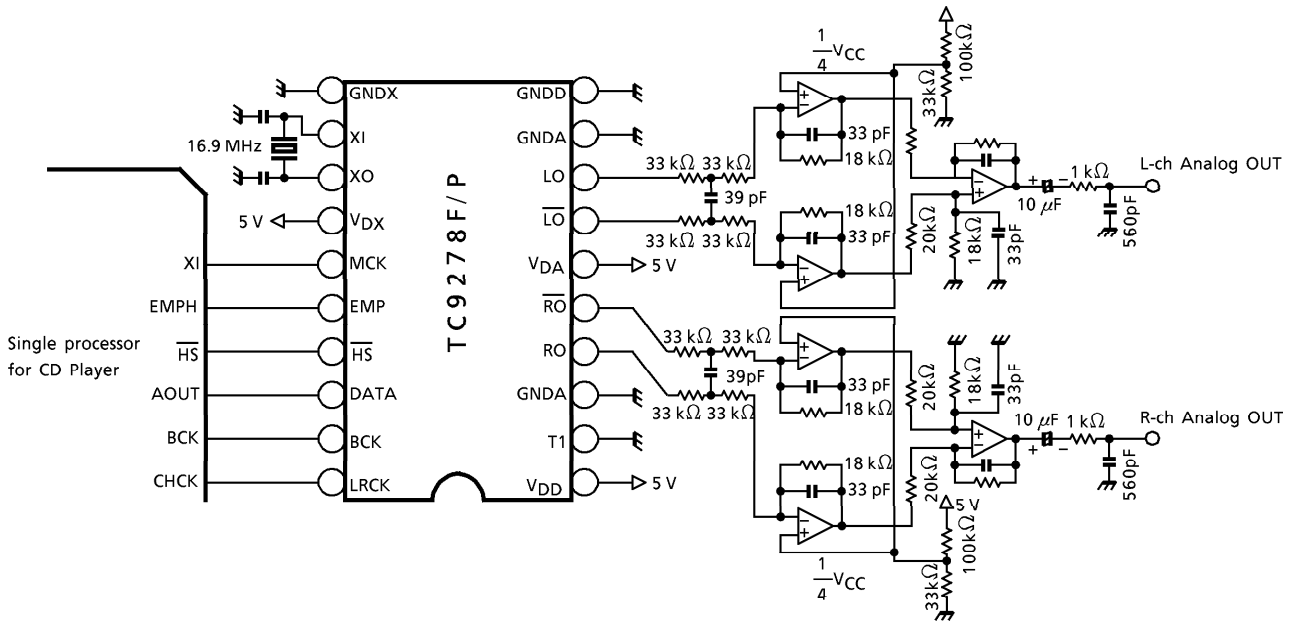 Single processor
for CD Player
XI
EMPH
H̅S̅
AOUT
BCK
CHCK
16.9 MHz
5 V
GNDX
XI
XO
VDX
MCK
EMP
H̅S̅
DATA
BCK
LRCK
TC9278F/P
GNDD
GNDA
LO
L̅O̅
VDA
R̅O̅
RO
GNDA
T1
VDD
5 V
5 V
33 kΩ 33 kΩ
39 pF
33 kΩ 33 kΩ
33 kΩ 33 kΩ
39pF
33 kΩ 33 kΩ
1/4 VCC
33 pF
18 kΩ
18 kΩ
33 pF
100kΩ
33kΩ
20kΩ
18kΩ
33pF
10 μF
1 kΩ
560pF
L-ch Analog OUT
33 pF
18 kΩ
18 kΩ
33 pF
1/4 VCC
20kΩ
18kΩ
33pF
20kΩ
10 μF
1 kΩ
560pF
R-ch Analog OUT
5 V
100kΩ
33kΩ